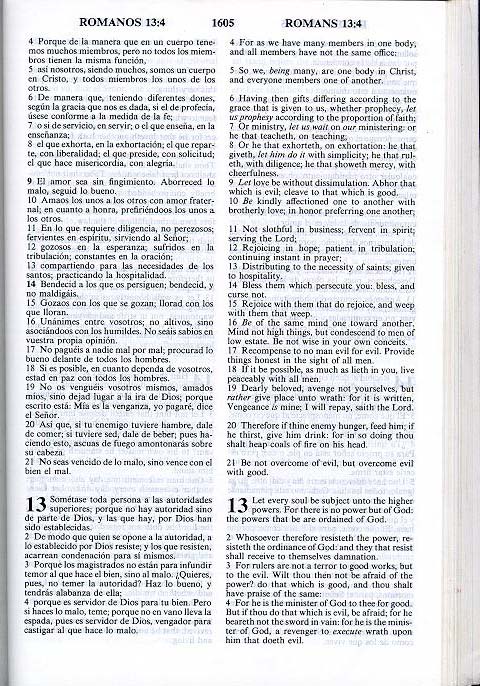 ROMANOS 13:4 1605 ROMANS 13:4
4 Porque de la manera que en un cuerpo tene-
mos muchos miembros, pero no todos los miem-
bros tienen la misma función,
5 así nosotros, siendo muchos, somos un cuerpo
en Cristo, y todos miembros los unos de los
otros.
6 De manera que, teniendo diferentes dones,
según la gracia que nos es dada, si el de profecía,
úsese conforme a la medida de la fe;
7 o si de servicio, en servir; o el que enseña, en la
enseñanza;
8 el que exhorta, en la exhortación; el que repar-
te, con liberalidad; el que preside, con solicitud;
el que hace misericordia, con alegría.
9 El amor sea sin fingimiento. Aborreced lo
malo, seguid lo bueno.
10 Amaos los unos a los otros con amor frater-
nal; en cuanto a honra, prefiriéndoos los unos a
los otros.
11 En lo que requiere diligencia, no perezosos;
fervientes en espíritu, sirviendo al Señor;
12 gozosos en la esperanza; sufridos en la
tribulación; constantes en la oración;
13 compartiendo para las necesidades de los
santos; practicando la hospitalidad.
14 Bendecid a los que os persiguen; bendecid, y
no maldigáis.
15 Gozaos con los que se gozan; llorad con los
que lloran.
16 Unánimes entre vosotros; no altivos, sino
asociándoos con los humildes. No seáis sabios en
vuestra propia opinión.
17 No paguéis a nadie mal por mal; procurad lo
bueno delante de todos los hombres.
18 Si es posible, en cuanto dependa de vosotros,
estad en paz con todos los hombres.
19 No os venguéis vosotros mismos, amados
míos, sino dejad lugar a la ira de Dios; porque
escrito está: Mía es la venganza, yo pagaré, dice
el Señor.
20 Así que, si tu enemigo tuviere hambre, dale
de comer; si tuviere sed, dale de beber; pues ha-
ciendo esto, ascuas de fuego amontonarás sobre
su cabeza.
21 No seas vencido de lo malo, sino vence con el
bien el mal.
13 Sométase toda persona a las autoridades
superiores; porque no hay autoridad sino
de parte de Dios, y las que hay, por Dios han
sido establecidas.
2 De modo que quien se opone a la autoridad, a
lo establecido por Dios resiste; y los que resisten,
acarrean condenación para sí mismos.
3 Porque los magistrados no están para infundir
temor al que hace el bien, sino al malo. ¿Quieres,
pues, no temer la autoridad? Haz lo bueno, y
tendrás alabanza de ella;
4 porque es servidor de Dios para tu bien. Pero
si haces lo malo, teme; porque no en vano lleva la
espada, pues es servidor de Dios, vengador para
castigar al que hace lo malo.
4 For as we have many members in one body,
and all members have not the same office:
5 So we, being many, are one body in Christ,
and everyone members one of another.
6 Having then gifts differing according to the
grace that is given to us, whether prophecy, let
us prophesy according to the proportion of faith;
7 Or ministry, let us wait on our ministering: or
he that teacheth, on teaching;
8 Or he that exhorteth, on exhortation: he that
giveth, let him do it with simplicity; he that rul-
eth, with diligence; he that showeth mercy, with
cheerfulness.
9 Let love be without dissimulation. Abhor that
which is evil; cleave to that which is good.
10 Be kindly affectioned one to another with
brotherly love; in honor preferring one another;
11 Not slothful in business; fervent in spirit;
serving the Lord;
12 Rejoicing in hope; patient in tribulation;
continuing instant in prayer;
13 Distributing to the necessity of saints; given
to hospitality.
14 Bless them which persecute you: bless, and
curse not.
15 Rejoice with them that do rejoice, and weep
with them that weep.
16 Be of the same mind one toward another.
Mind not high things, but condescend to men of
low estate. Be not wise in your own conceits.
17 Recompense to no man evil for evil. Provide
things honest in the sight of all men.
18 If it be possible, as much as lieth in you, live
peaceably with all men.
19 Dearly beloved, avenge not yourselves, but
rather give place unto wrath: for it is written,
Vengeance is mine; I will repay, saith the Lord.
20 Therefore if thine enemy hunger, feed him; if
he thirst, give him drink: for in so doing thou
shalt heap coals of fire on his head.
21 Be not overcome of evil, but overcome evil
with good.
13 Let every soul be subject unto the higher
powers. For there is no power but of God:
the powers that be are ordained of God.
2 Whosoever therefore resisteth the power, re-
sisteth the ordinance of God: and they that resist
shall receive to themselves damnation.
3 For rulers are not a terror to good works, but
to the evil. Wilt thou then not be afraid of the
power? do that which is good, and thou shalt
have praise of the same:
4 For he is the minister of God to thee for good.
But if thou do that which is evil, be afraid; for he
beareth not the sword in vain: for he is the minis-
ter of God, a revenger to execute wrath upon
him that doeth evil.